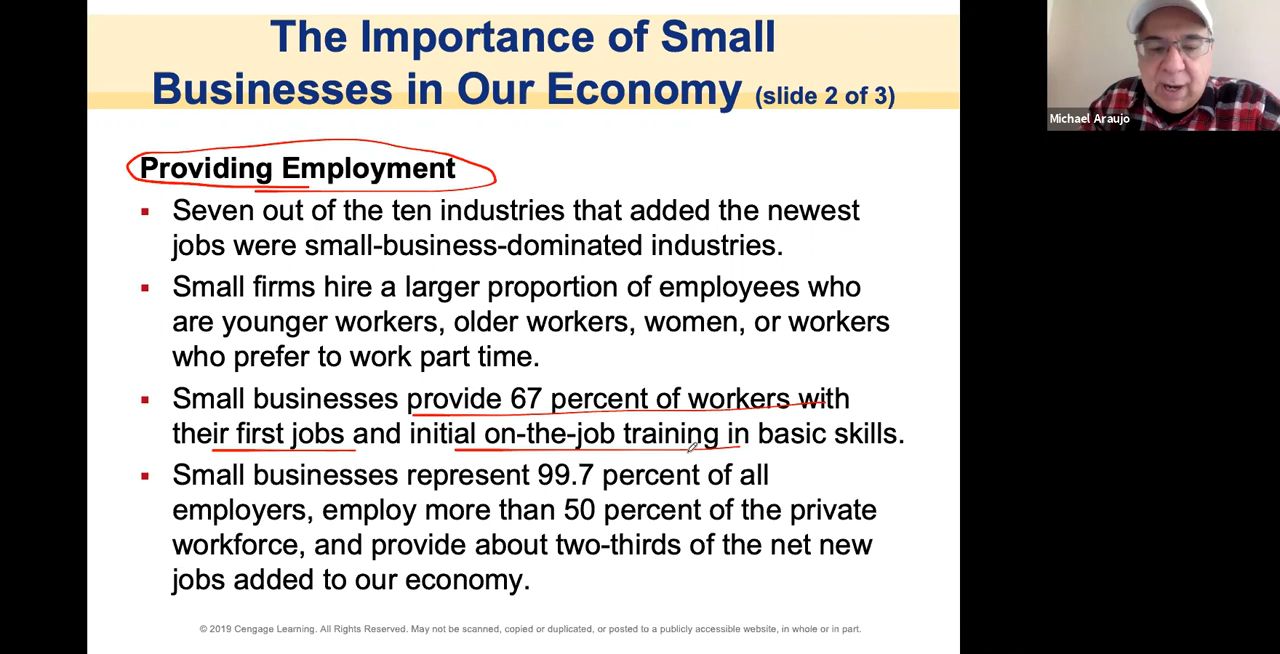 The Importance of Small
Businesses in Our Economy (slide 2 of 3)
Michael Araujo
Providing Employment
▪ Seven out of the ten industries that added the newest
jobs were small-business-dominated industries.
▪ Small firms hire a larger proportion of employees who
are younger workers, older workers, women, or workers
who prefer to work part time.
▪ Small businesses provide 67 percent of workers with
their first jobs and initial on-the-job training in basic skills.
▪ Small businesses represent 99.7 percent of all
employers, employ more than 50 percent of the private
workforce, and provide about two-thirds of the net new
jobs added to our economy.
© 2019 Cengage Learning. All Rights Reserved. May not be scanned, copied or duplicated, or posted to a publicly accessible website, in whole or in part.